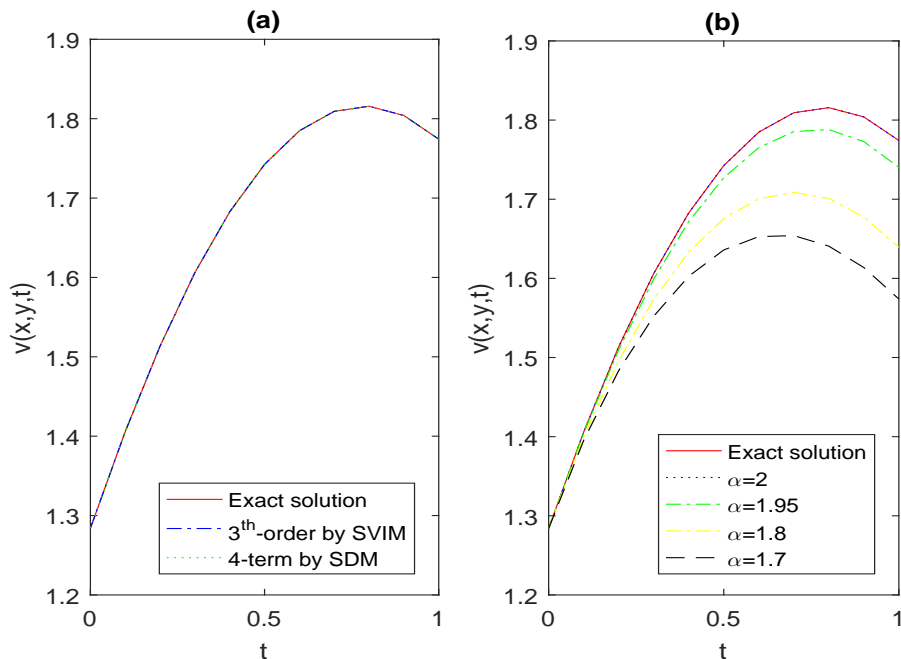 (a)
1.9
1.8
1.7
1.6
1.5
1.4
1.3
1.2
v(x,y,t)
0
0.5
1
t
Exact solution
3th-order by SVIM
4-term by SDM
(b)
1.9
1.8
1.7
1.6
1.5
1.4
1.3
1.2
v(x,y,t)
0
0.5
1
t
Exact solution
α=2
α=1.95
α=1.8
α=1.7